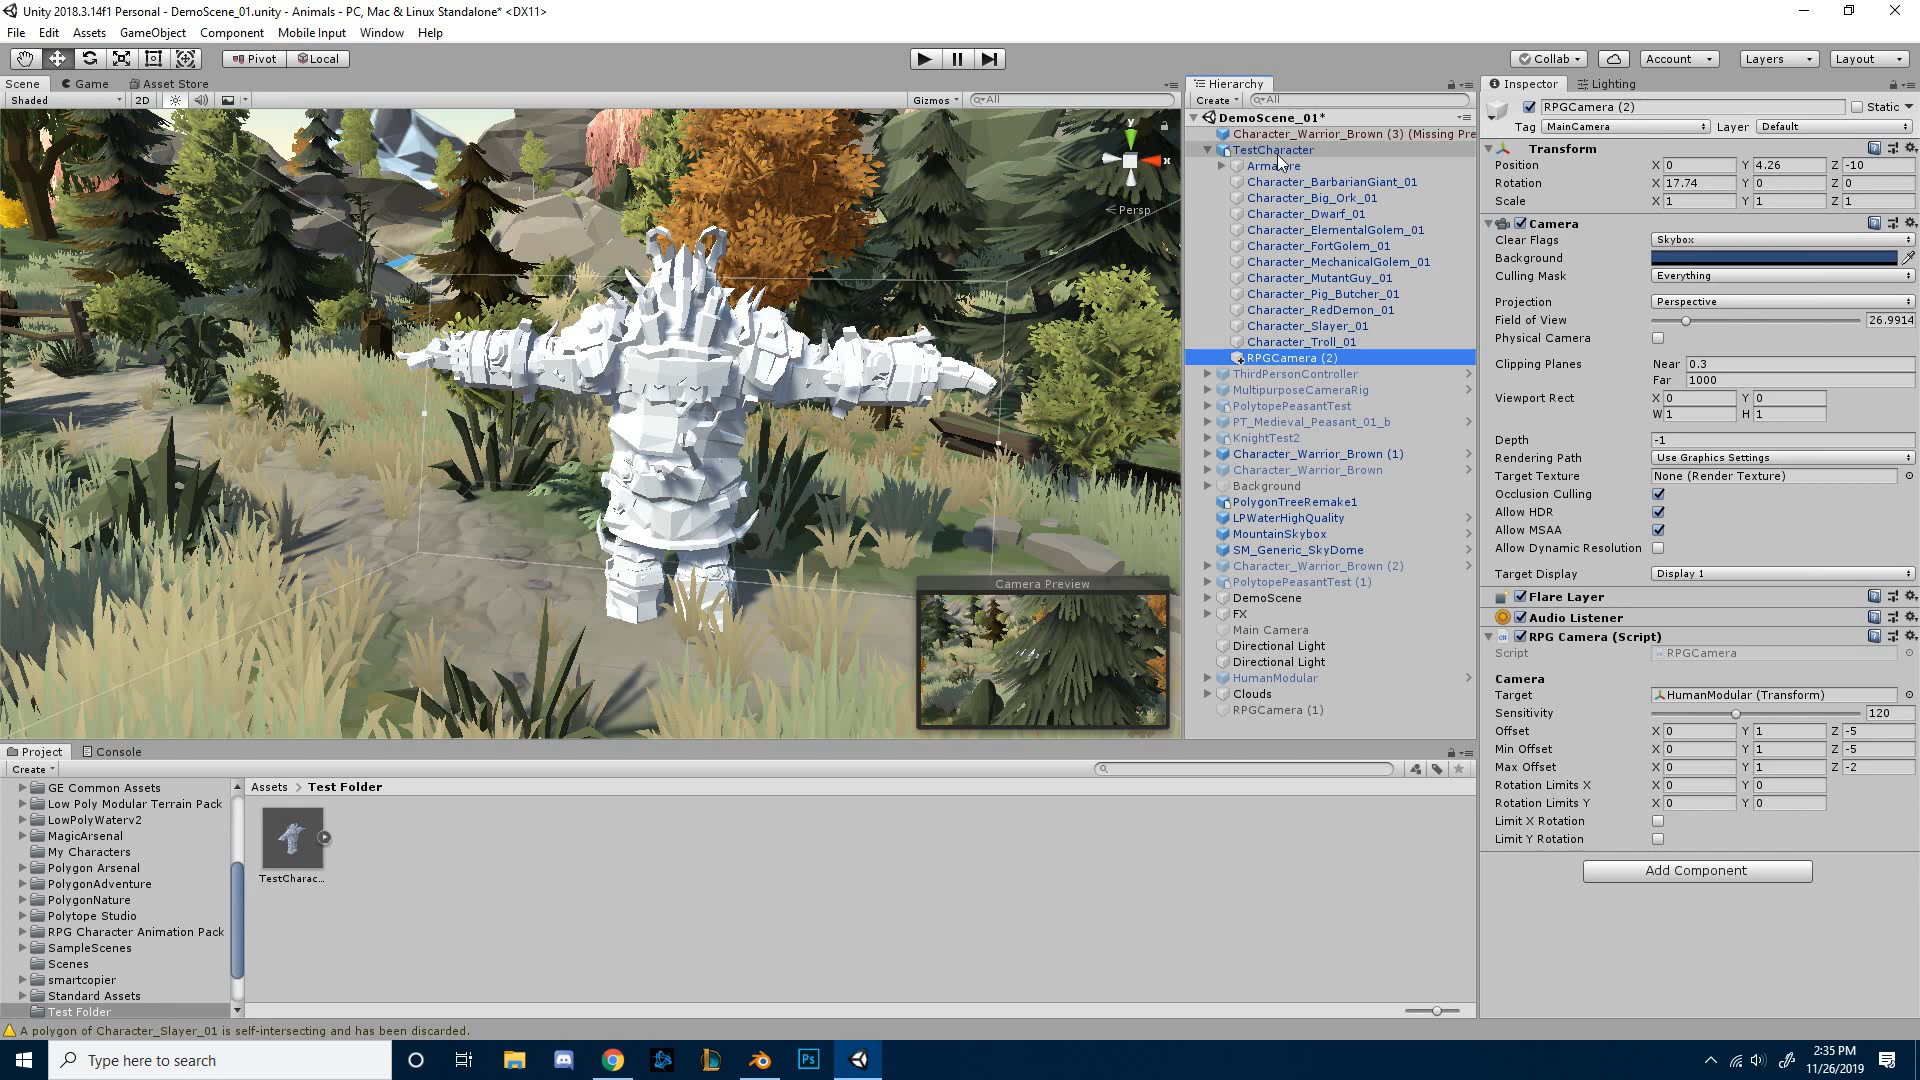 Unity 2018.3.14f1 Personal - DemoScene_01.unity - Animals - PC, Mac & Linux Standalone* <DX11>
File Edit Assets GameObject Component Mobile Input Window Help
Pivot Local Collab Account Layers Layout
Scene Game Asset Store
Shaded 2D Gizmos All
y
x
Persp
Camera Preview
Hierarchy
Create All
DemoScene_01*
Character_Warrior_Brown (3) (Missing Pre
TestCharacter
Armature
Character_BarbarianGiant_01
Character_Big_Ork_01
Character_Dwarf_01
Character_ElementalGolem_01
Character_FortGolem_01
Character_MechanicalGolem_01
Character_MutantGuy_01
Character_Pig_Butcher_01
Character_RedDemon_01
Character_Slayer_01
Character_Troll_01
RPGCamera (2)
ThirdPersonController
MultipurposeCameraRig
PolytopePeasantTest
PT_Medieval_Peasant_01_b
KnightTest2
Character_Warrior_Brown (1)
Character_Warrior_Brown
Background
PolygonTreeRemake1
LPWaterHighQuality
MountainSkybox
SM_Generic_SkyDome
Character_Warrior_Brown (2)
PolytopePeasantTest (1)
DemoScene
FX
Main Camera
Directional Light
Directional Light
HumanModular
Clouds
RPGCamera (1)
Inspector Lighting
RPGCamera (2) Static
Tag MainCamera Layer Default
Transform
Position X 0 Y 4.26 Z -10
Rotation X 17.74 Y 0 Z 0
Scale X 1 Y 1 Z 1
Camera
Clear Flags Skybox
Background
Culling Mask Everything
Projection Perspective
Field of View 26.9914
Physical Camera
Clipping Planes Near 0.3
Far 1000
Viewport Rect X 0 Y 0
W 1 H 1
Depth -1
Rendering Path Use Graphics Settings
Target Texture None (Render Texture)
Occlusion Culling
Allow HDR
Allow MSAA
Allow Dynamic Resolution
Target Display Display 1
Flare Layer
Audio Listener
RPG Camera (Script)
Script RPGCamera
Camera
Target HumanModular (Transform)
Sensitivity 120
Offset X 0 Y 1 Z -5
Min Offset X 0 Y 1 Z -5
Max Offset X 0 Y 1 Z -2
Rotation Limits X X 0 Y 0
Rotation Limits Y X 0 Y 0
Limit X Rotation
Limit Y Rotation
Add Component
Project Console
Create
GE Common Assets
Low Poly Modular Terrain Pack
LowPolyWaterv2
MagicArsenal
My Characters
Polygon Arsenal
PolygonAdventure
PolygonNature
Polytope Studio
RPG Character Animation Pack
SampleScenes
Scenes
smartcopier
Standard Assets
Test Folder
Assets > Test Folder
TestCharac...
A polygon of Character_Slayer_01 is self-intersecting and has been discarded.
Type here to search
Ps
2:35 PM
11/26/2019